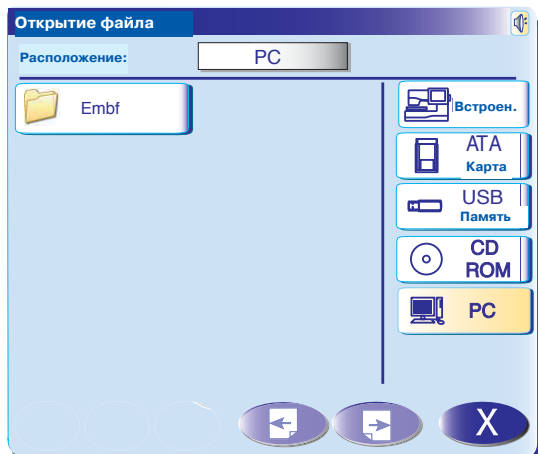 Открытие файла
Расположение:
PC
Embf
Встроен.
ATA
Карта
USB
Память
CD
ROM
PC
X